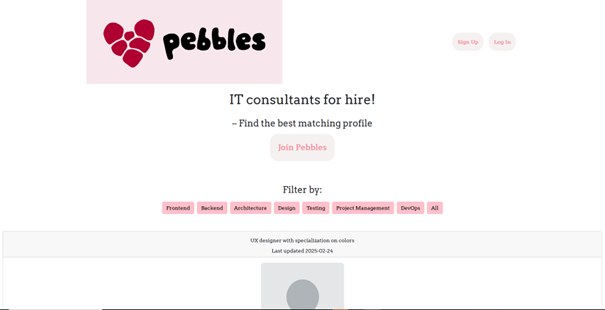 pebbles
Sign Up Log In
IT consultants for hire!
– Find the best matching profile
Join Pebbles
Filter by:
Frontend Backend Architecture Design Testing Project Management DevOps All
UX designer with specialization on colors
Last updated 2025-02-24